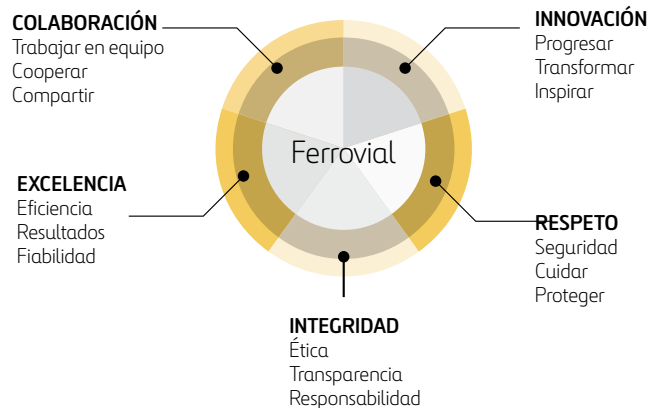 COLABORACIÓN
Trabajar en equipo
Cooperar
Compartir
INNOVACIÓN
Progresar
Transformar
Inspirar
Ferrovial
EXCELENCIA
Eficiencia
Resultados
Fiabilidad
RESPETO
Seguridad
Cuidar
Proteger
INTEGRIDAD
Ética
Transparencia
Responsabilidad